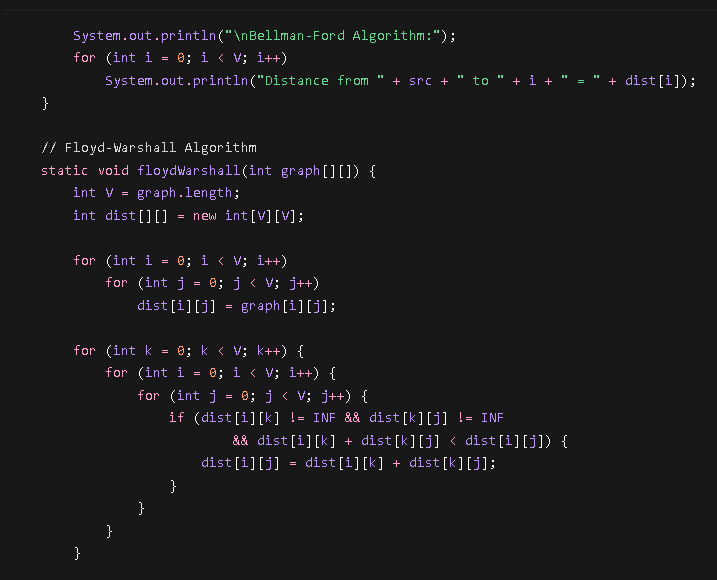 System.out.println("\nBellman-Ford Algorithm:");
for (int i = 0; i < V; i++)
System.out.println("Distance from " + src + " to " + i + " = " + dist[i]);
}
// Floyd-Warshall Algorithm
static void floydWarshall(int graph[][]) {
int V = graph.length;
int dist[][] = new int[V][V];
for (int i = 0; i < V; i++)
for (int j = 0; j < V; j++)
dist[i][j] = graph[i][j];
for (int k = 0; k < V; k++) {
for (int i = 0; i < V; i++) {
for (int j = 0; j < V; j++) {
if (dist[i][k] != INF && dist[k][j] != INF
&& dist[i][k] + dist[k][j] < dist[i][j]) {
dist[i][j] = dist[i][k] + dist[k][j];
}
}
}
}